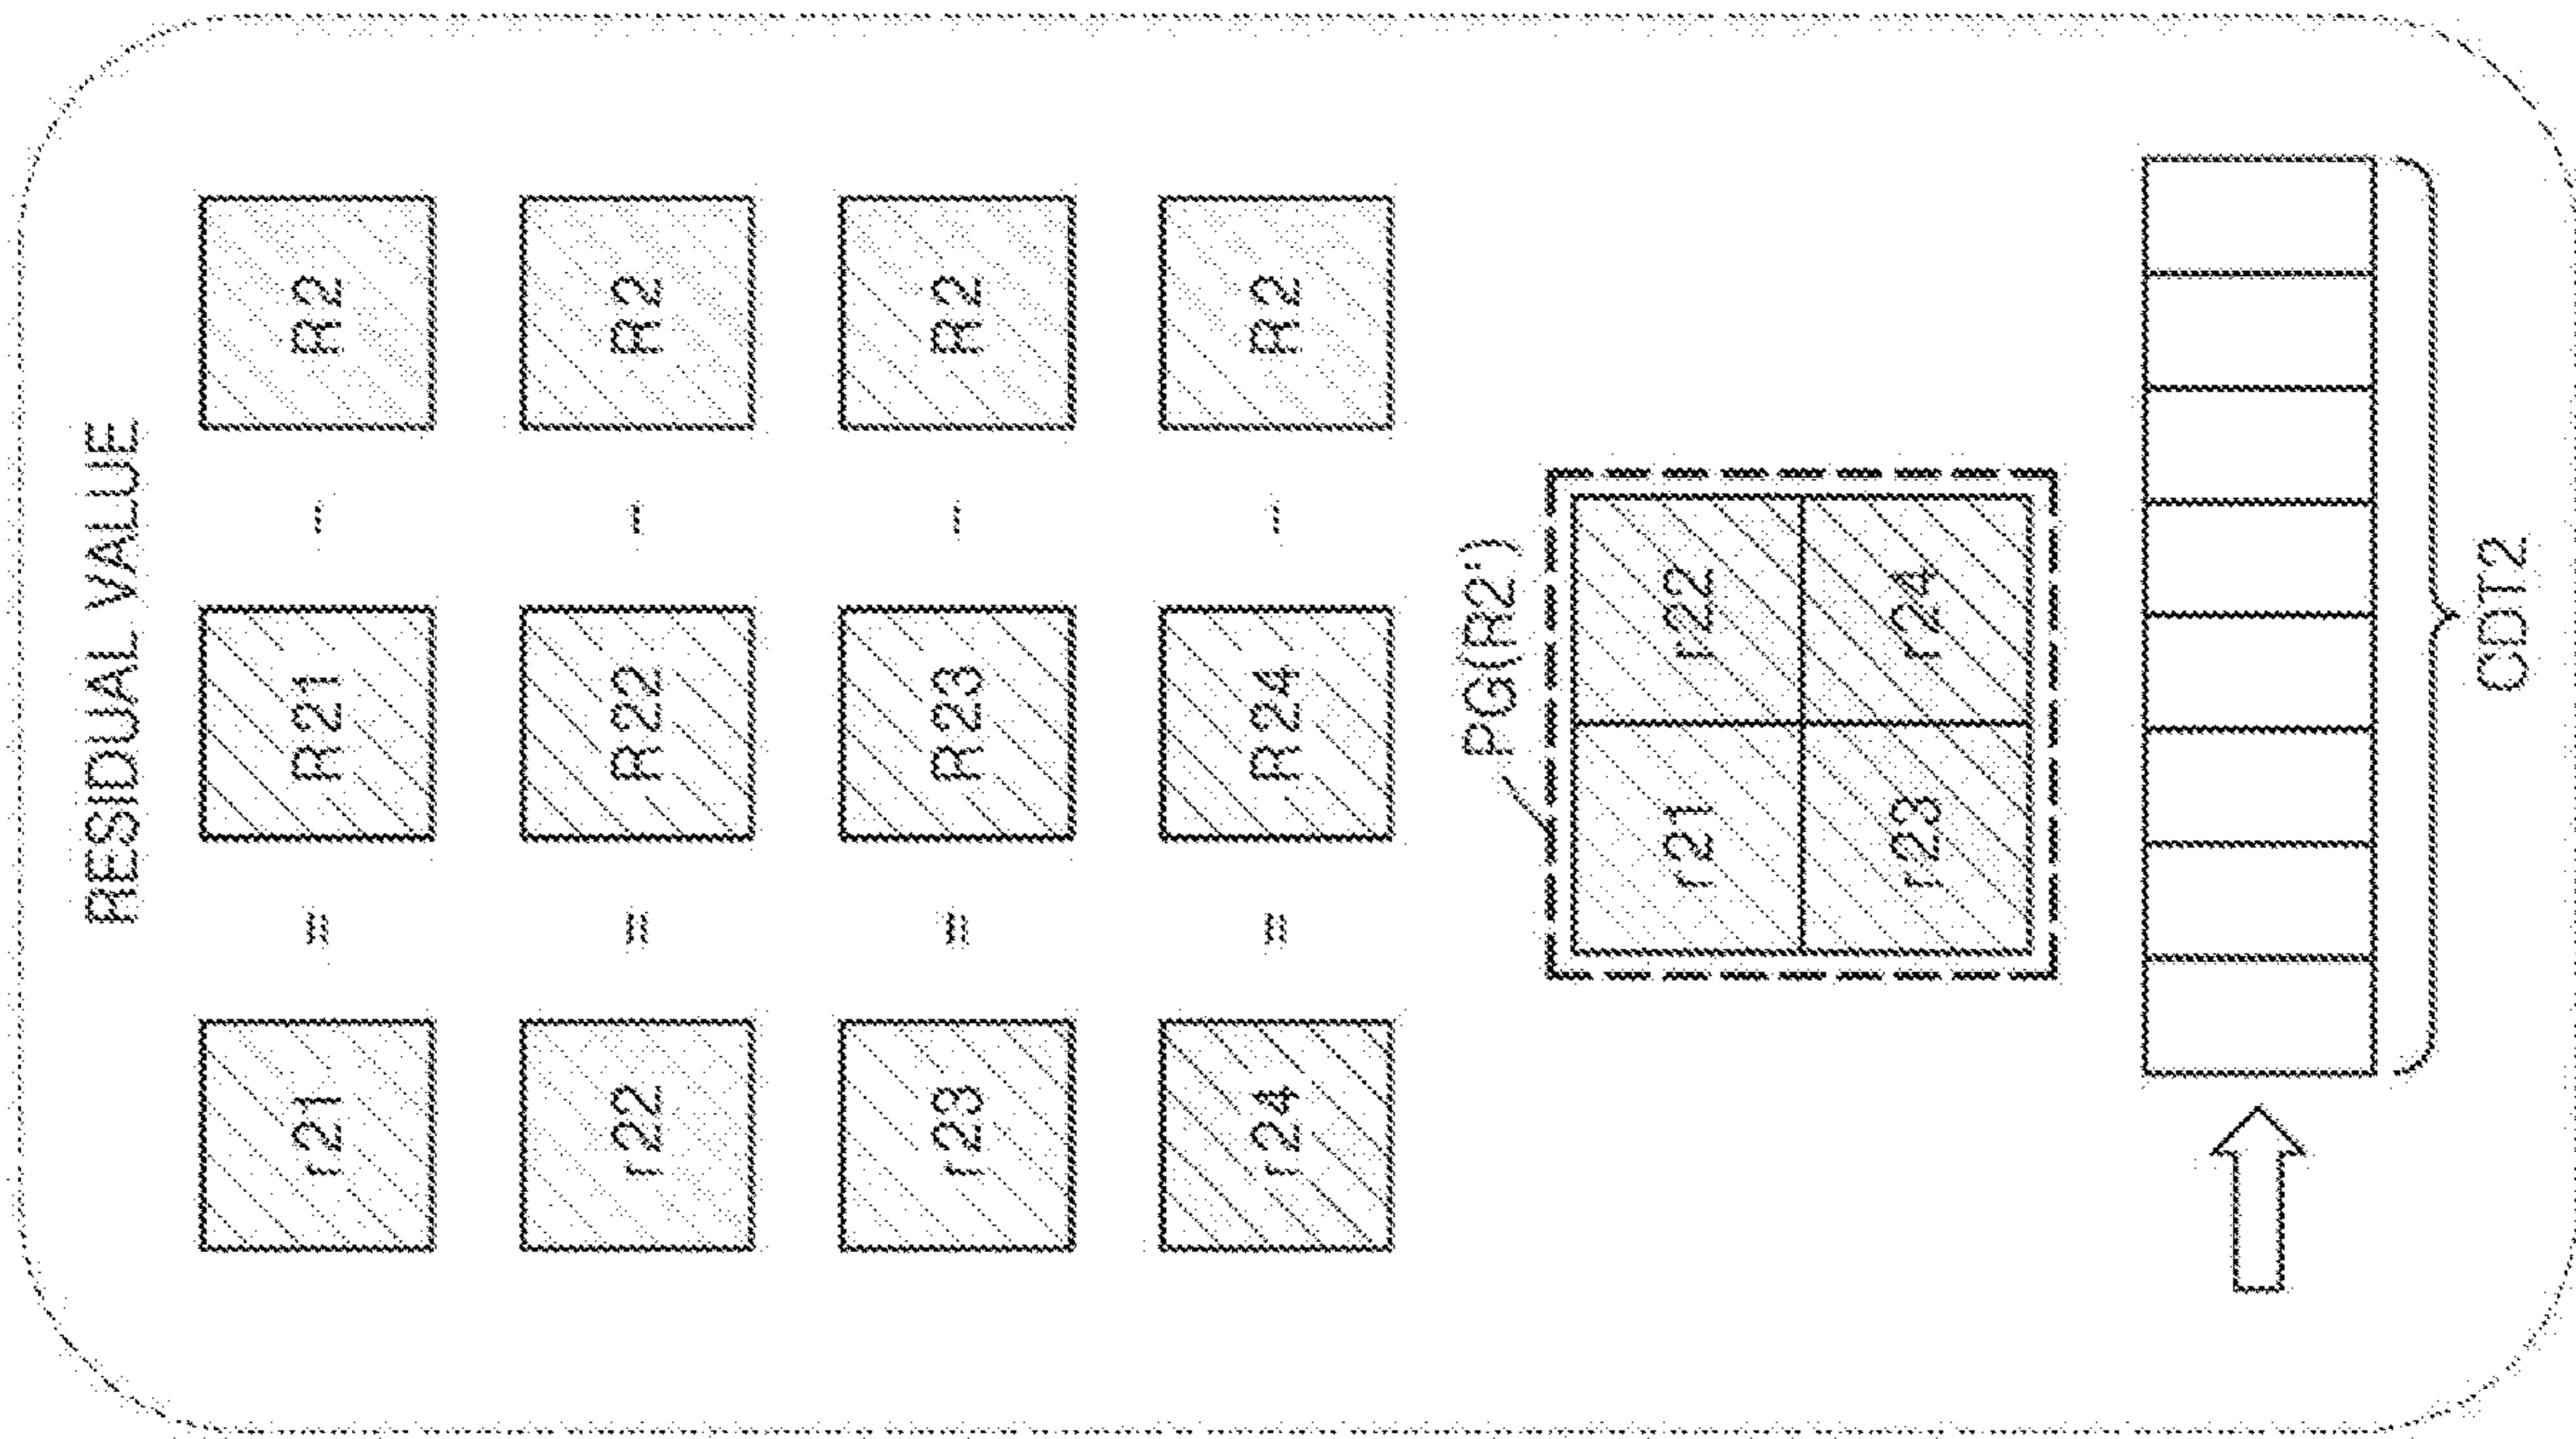 RESIDUAL VALUE
r21 = R21 - R2
r22 = R22 - R2
r23 = R23 - R2
r24 = R24 - R2
PG(R2')
r21 r22
r23 r24
CDT2